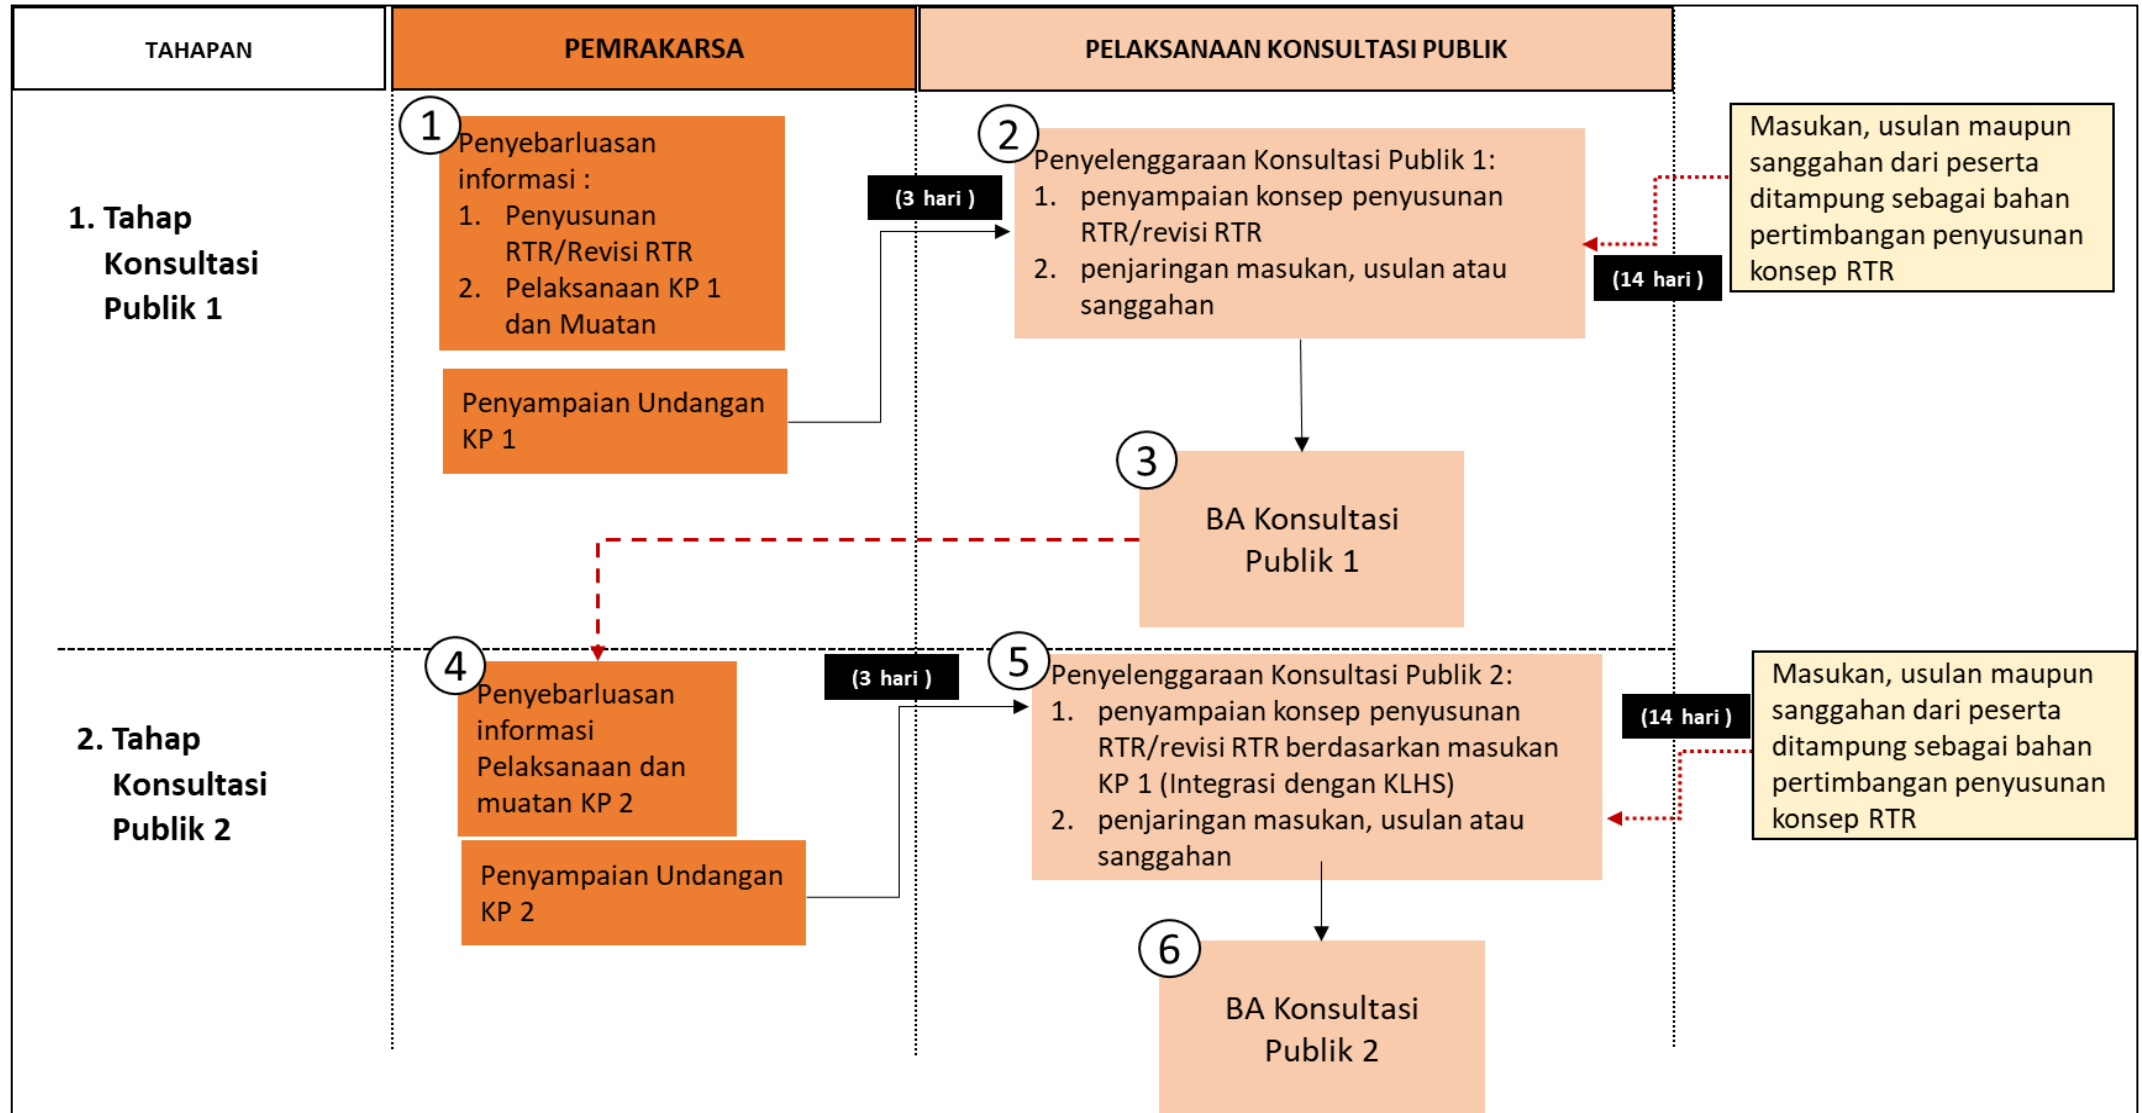 TAHAPAN
PEMRAKARSA
PELAKSANAAN KONSULTASI PUBLIK
1. Tahap
Konsultasi
Publik 1
1
Penyebarluasan
informasi :
1. Penyusunan
RTR/Revisi RTR
2. Pelaksanaan KP 1
dan Muatan
Penyampaian Undangan
KP 1
(3 hari )
2
Penyelenggaraan Konsultasi Publik 1:
1. penyampaian konsep penyusunan
RTR/revisi RTR
2. penjaringan masukan, usulan atau
sanggahan
(14 hari )
Masukan, usulan maupun
sanggahan dari peserta
ditampung sebagai bahan
pertimbangan penyusunan
konsep RTR
3
BA Konsultasi
Publik 1
2. Tahap
Konsultasi
Publik 2
4
Penyebarluasan
informasi
Pelaksanaan dan
muatan KP 2
Penyampaian Undangan
KP 2
(3 hari )
5
Penyelenggaraan Konsultasi Publik 2:
1. penyampaian konsep penyusunan
RTR/revisi RTR berdasarkan masukan
KP 1 (Integrasi dengan KLHS)
2. penjaringan masukan, usulan atau
sanggahan
(14 hari )
Masukan, usulan maupun
sanggahan dari peserta
ditampung sebagai bahan
pertimbangan penyusunan
konsep RTR
6
BA Konsultasi
Publik 2